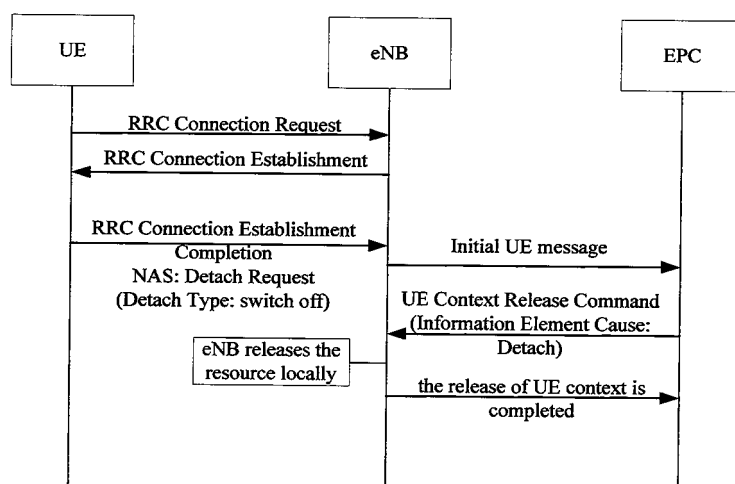 UE
eNB
EPC
RRC Connection Request
RRC Connection Establishment
RRC Connection Establishment
Completion
NAS: Detach Request
(Detach Type: switch off)
Initial UE message
UE Context Release Command
(Information Element Cause:
Detach)
eNB releases the
resource locally
the release of UE context is
completed